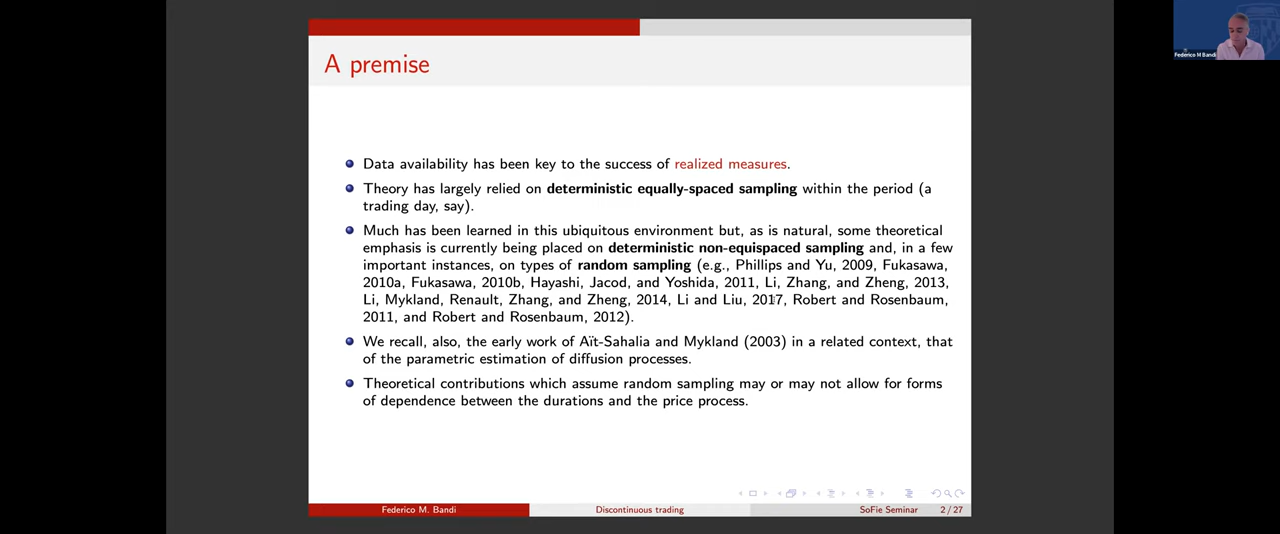 A premise
Data availability has been key to the success of realized measures.
Theory has largely relied on deterministic equally-spaced sampling within the period (a
trading day, say).
Much has been learned in this ubiquitous environment but, as is natural, some theoretical
emphasis is currently being placed on deterministic non-equispaced sampling and, in a few
important instances, on types of random sampling (e.g., Phillips and Yu, 2009, Fukasawa,
2010a, Fukasawa, 2010b, Hayashi, Jacod, and Yoshida, 2011, Li, Zhang, and Zheng, 2013,
Li, Mykland, Renault, Zhang, and Zheng, 2014, Li and Liu, 2017, Robert and Rosenbaum,
2011, and Robert and Rosenbaum, 2012).
We recall, also, the early work of Aït-Sahalia and Mykland (2003) in a related context, that
of the parametric estimation of diffusion processes.
Theoretical contributions which assume random sampling may or may not allow for forms
of dependence between the durations and the price process.
Federico M. Bandi
Discontinuous trading
SoFie Seminar
2 / 27
Federico M Bandi